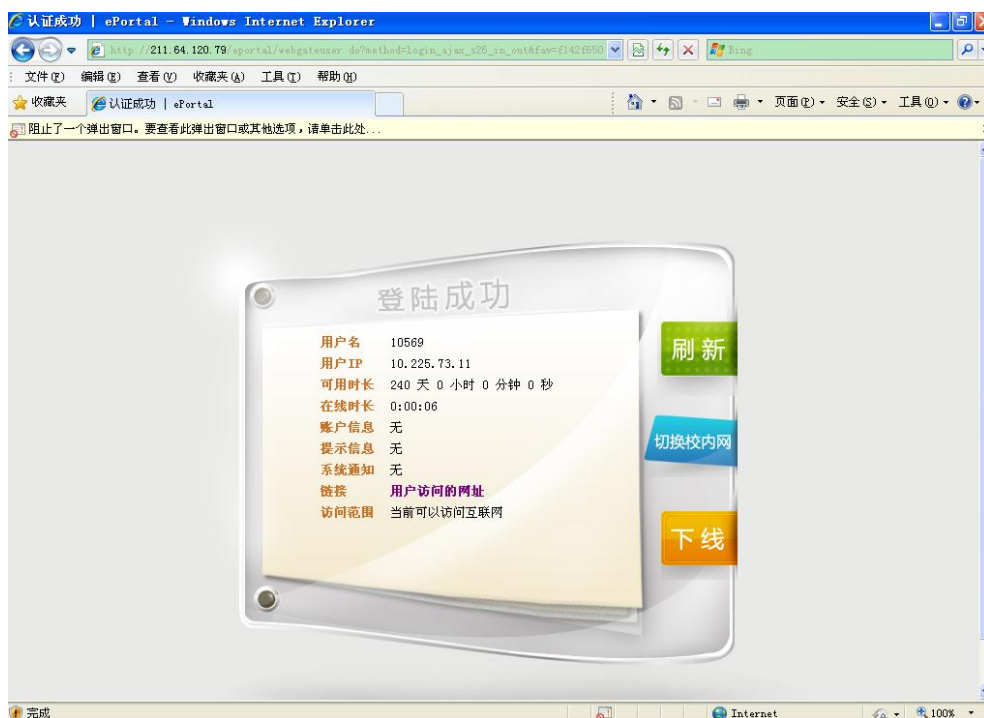 认证成功 | ePortal - Windows Internet Explorer
http://211.64.120.79/eportal/webgateuser.do?method=login_ajax_s26_in_out&fav=f142f650
Bing
文件(F) 编辑(E) 查看(V) 收藏夹(A) 工具(T) 帮助(H)
收藏夹 认证成功 | ePortal 页面(P) 安全(S) 工具(O)
阻止了一个弹出窗口。要查看此弹出窗口或其他选项，请单击此处...
登陆成功
用户名 10569
用户IP 10.225.73.11
可用时长 240 天 0 小时 0 分钟 0 秒
在线时长 0:00:06
账户信息 无
提示信息 无
系统通知 无
链接 用户访问的网址
访问范围 当前可以访问互联网
刷新
切换校内网
下线
完成 Internet 100%